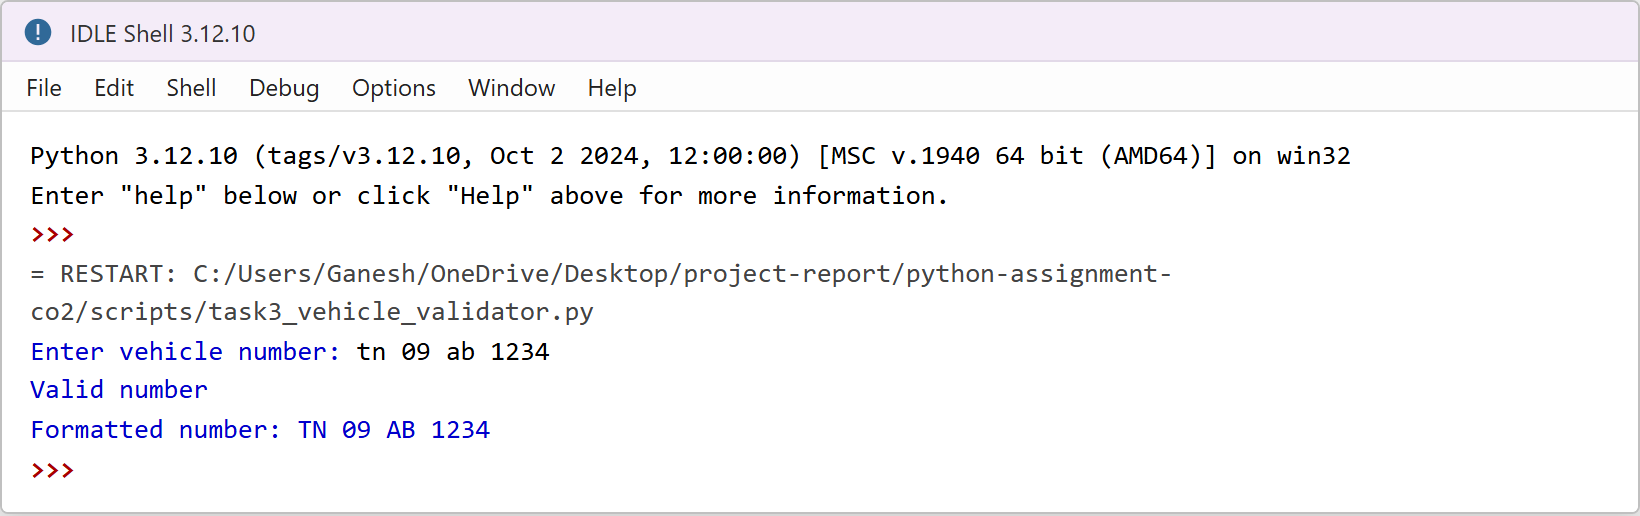 IDLE Shell 3.12.10
File Edit Shell Debug Options Window Help
Python 3.12.10 (tags/v3.12.10, Oct 2 2024, 12:00:00) [MSC v.1940 64 bit (AMD64)] on win32
Enter "help" below or click "Help" above for more information.
>>>
= RESTART: C:/Users/Ganesh/OneDrive/Desktop/project-report/python-assignment-
co2/scripts/task3_vehicle_validator.py
Enter vehicle number: tn 09 ab 1234
Valid number
Formatted number: TN 09 AB 1234
>>>